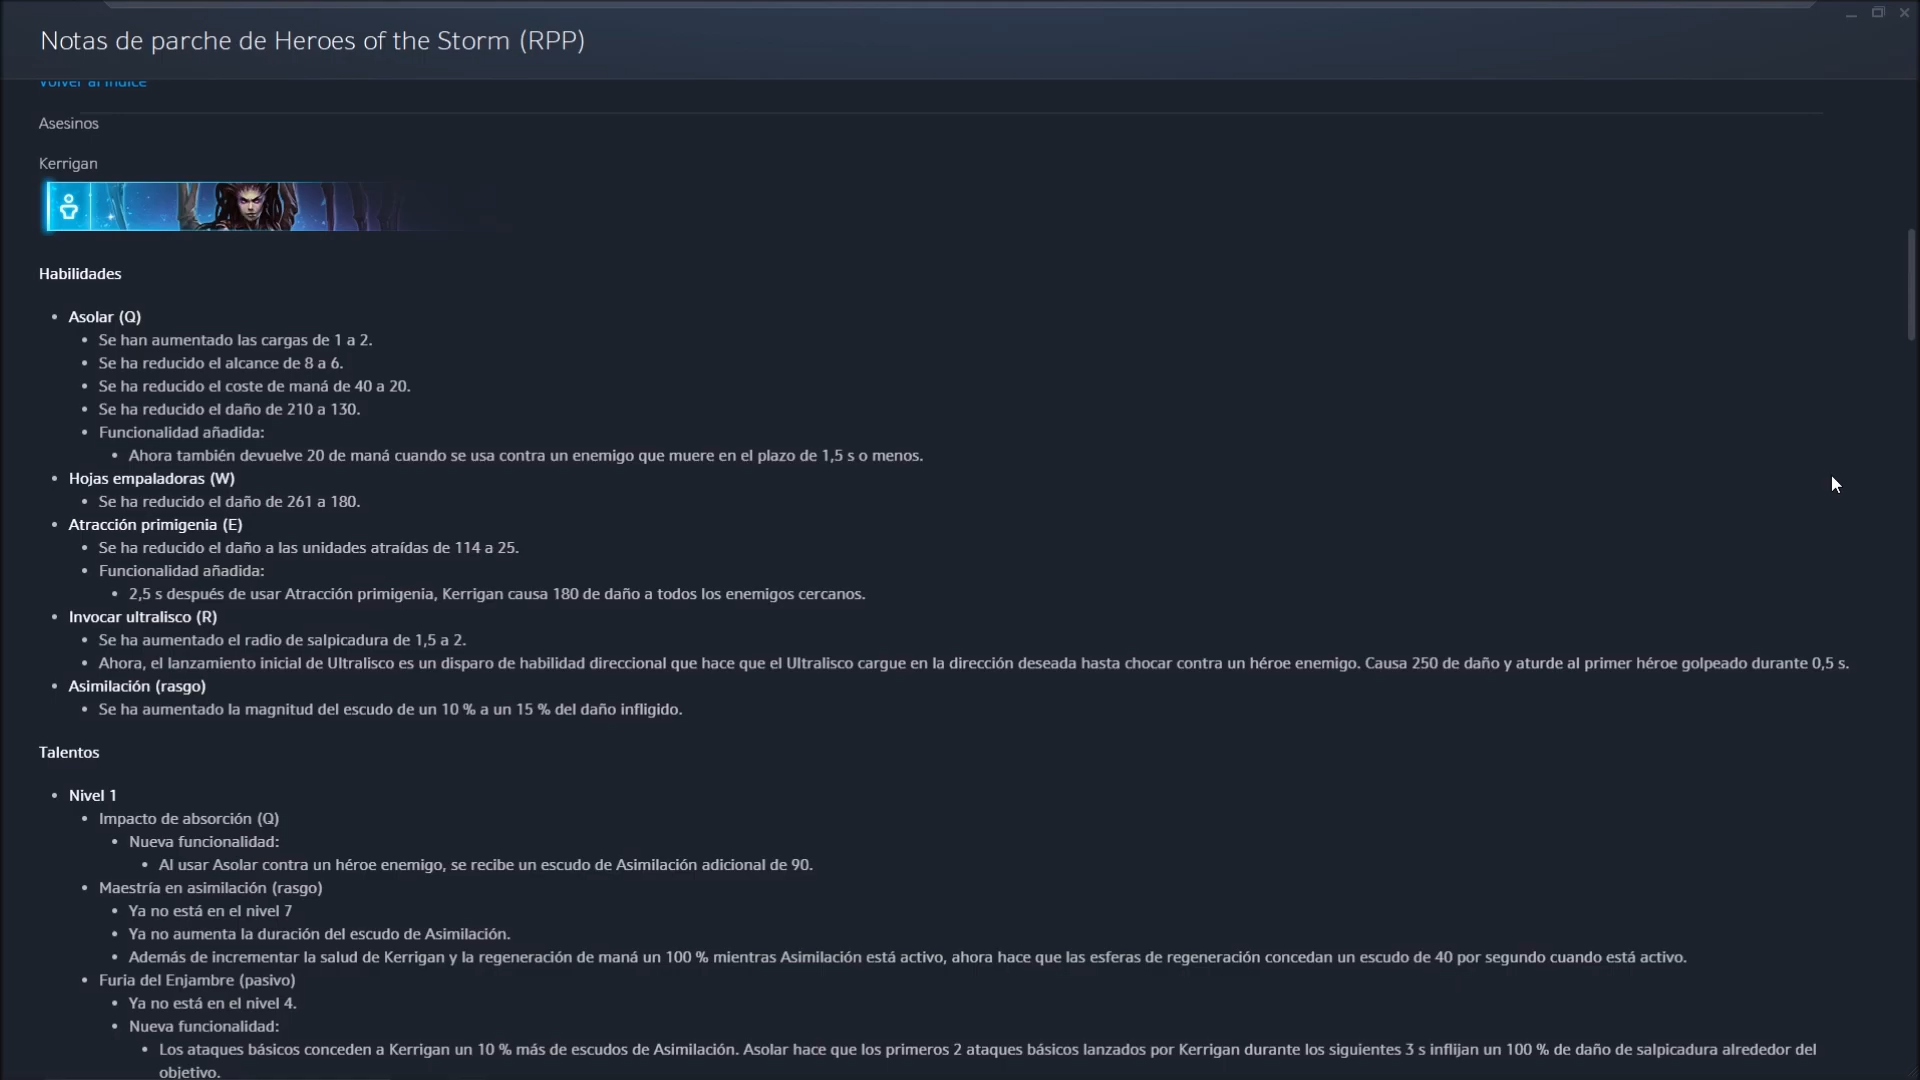 Notas de parche de Heroes of the Storm (RPP)
Volver al índice
Asesinos
Kerrigan
Habilidades
Asolar (Q)
Se han aumentado las cargas de 1 a 2.
Se ha reducido el alcance de 8 a 6.
Se ha reducido el coste de maná de 40 a 20.
Se ha reducido el daño de 210 a 130.
Funcionalidad añadida:
Ahora también devuelve 20 de maná cuando se usa contra un enemigo que muere en el plazo de 1,5 s o menos.
Hojas empaladoras (W)
Se ha reducido el daño de 261 a 180.
Atracción primigenia (E)
Se ha reducido el daño a las unidades atraídas de 114 a 25.
Funcionalidad añadida:
2,5 s después de usar Atracción primigenia, Kerrigan causa 180 de daño a todos los enemigos cercanos.
Invocar ultralisco (R)
Se ha aumentado el radio de salpicadura de 1,5 a 2.
Ahora, el lanzamiento inicial de Ultralisco es un disparo de habilidad direccional que hace que el Ultralisco cargue en la dirección deseada hasta chocar contra un héroe enemigo. Causa 250 de daño y aturde al primer héroe golpeado durante 0,5 s.
Asimilación (rasgo)
Se ha aumentado la magnitud del escudo de un 10 % a un 15 % del daño infligido.
Talentos
Nivel 1
Impacto de absorción (Q)
Nueva funcionalidad:
Al usar Asolar contra un héroe enemigo, se recibe un escudo de Asimilación adicional de 90.
Maestría en asimilación (rasgo)
Ya no está en el nivel 7
Ya no aumenta la duración del escudo de Asimilación.
Además de incrementar la salud de Kerrigan y la regeneración de maná un 100 % mientras Asimilación está activo, ahora hace que las esferas de regeneración concedan un escudo de 40 por segundo cuando está activo.
Furia del Enjambre (pasivo)
Ya no está en el nivel 4.
Nueva funcionalidad:
Los ataques básicos conceden a Kerrigan un 10 % más de escudos de Asimilación. Asolar hace que los primeros 2 ataques básicos lanzados por Kerrigan durante los siguientes 3 s inflijan un 100 % de daño de salpicadura alrededor del
objetivo.